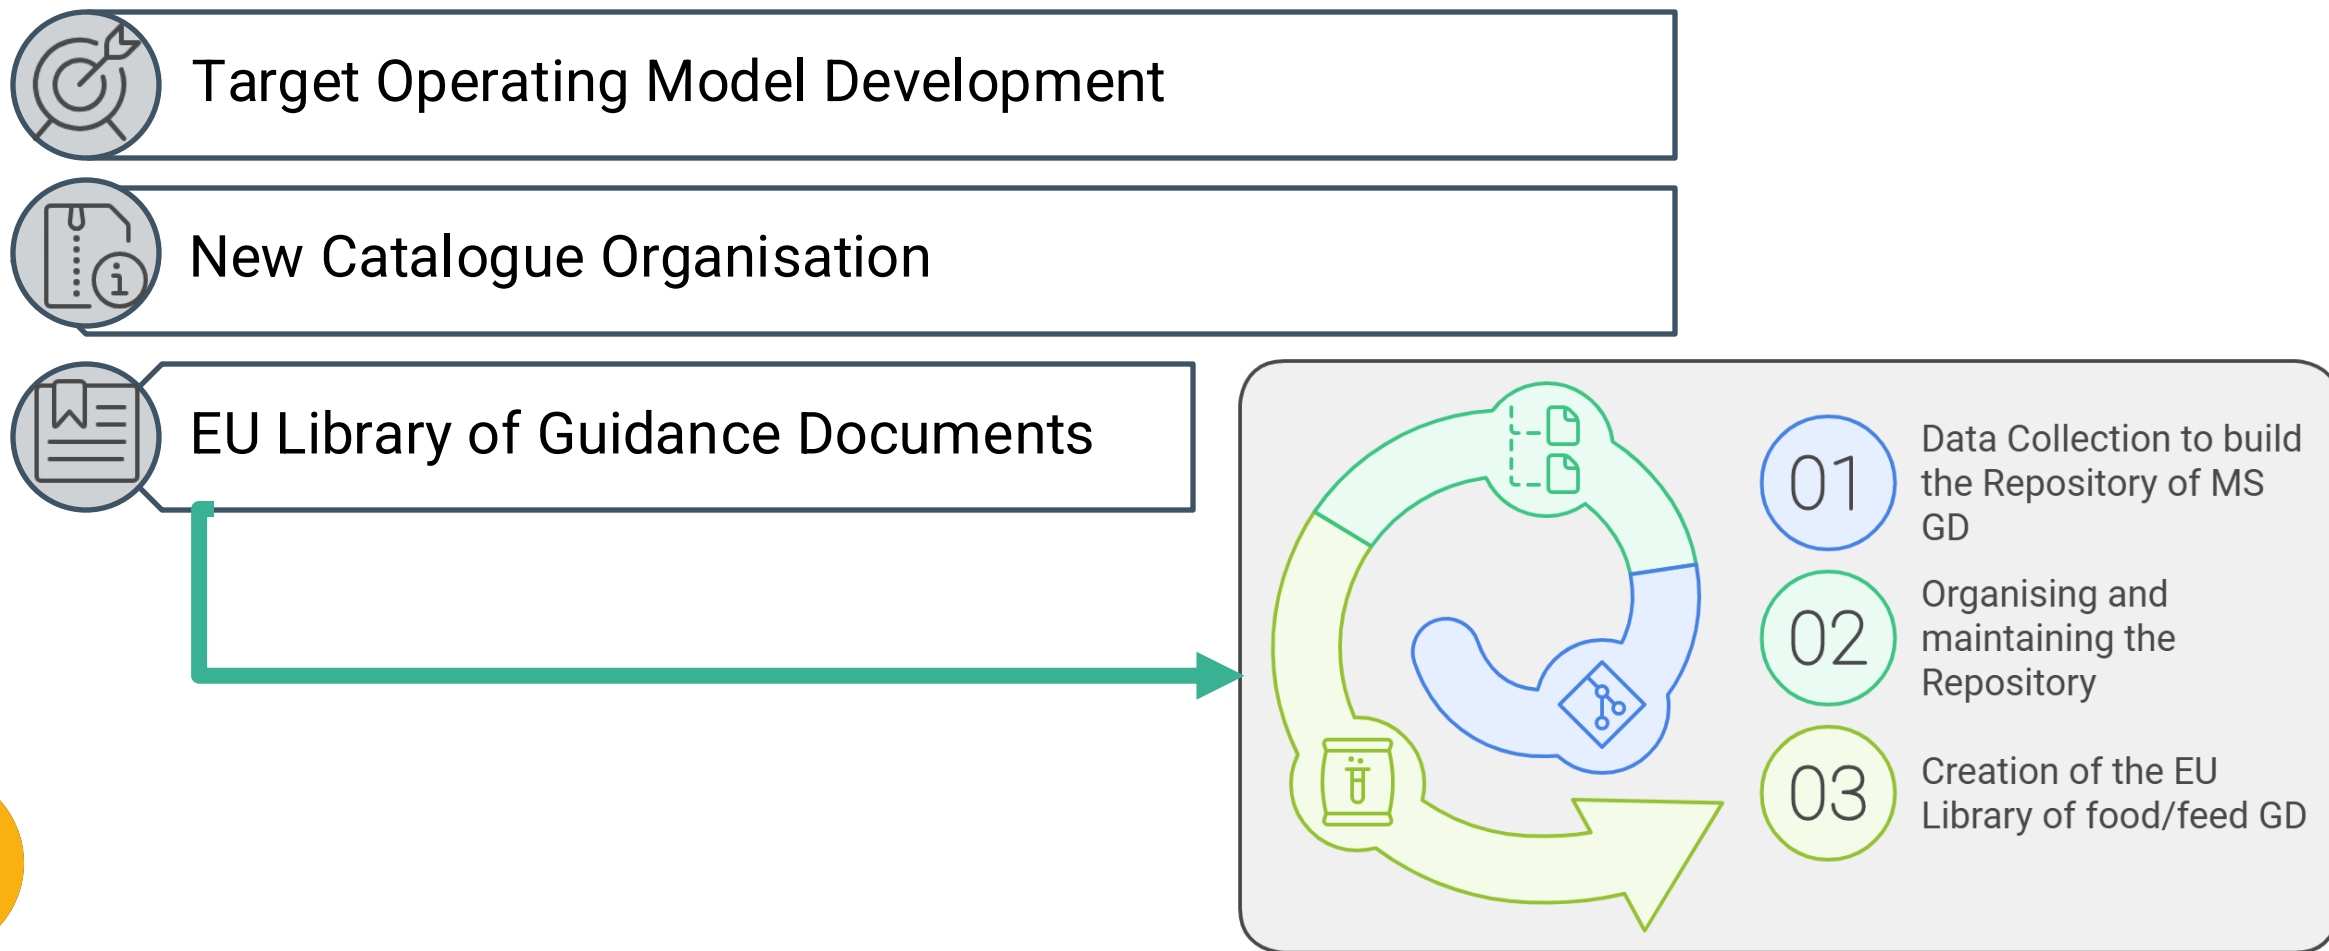 Target Operating Model Development
New Catalogue Organisation
EU Library of Guidance Documents
01
Data Collection to build
the Repository of MS
GD
02
Organising and
maintaining the
Repository
03
Creation of the EU
Library of food/feed GD